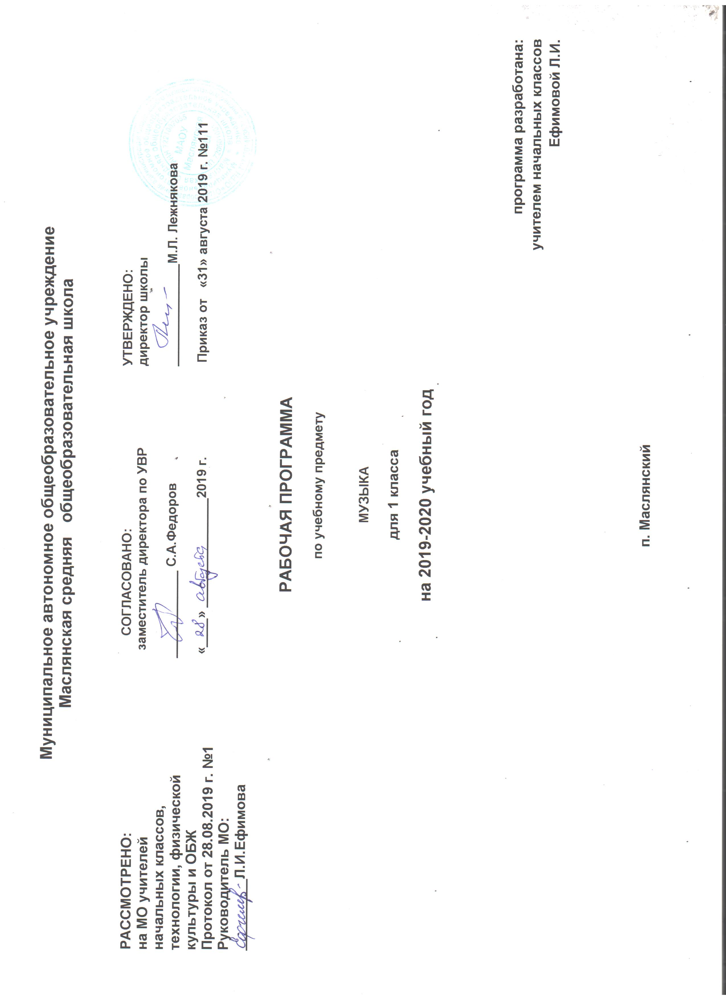 Муниципальное автономное общеобразовательное учреждение
Маслянская средняя общеобразовательная школа
РАССМОТРЕНО:
на МО учителей
начальных классов,
технологии, физической
культуры и ОБЖ
Протокол от 28.08.2019 г. №1
Руководитель МО:
Л.И.Ефимова
СОГЛАСОВАНО:
заместитель директора по УВР
С.А.Федоров
« 28 » августа 2019 г.
УТВЕРЖДЕНО:
директор школы
М.Л. Лежнякова
Приказ от «31» августа 2019 г. №111
МАОУ
Маслянская
РАБОЧАЯ ПРОГРАММА
по учебному предмету
МУЗЫКА
для 1 класса
на 2019-2020 учебный год
программа разработана:
учителем начальных классов
Ефимовой Л.И.
п. Маслянский